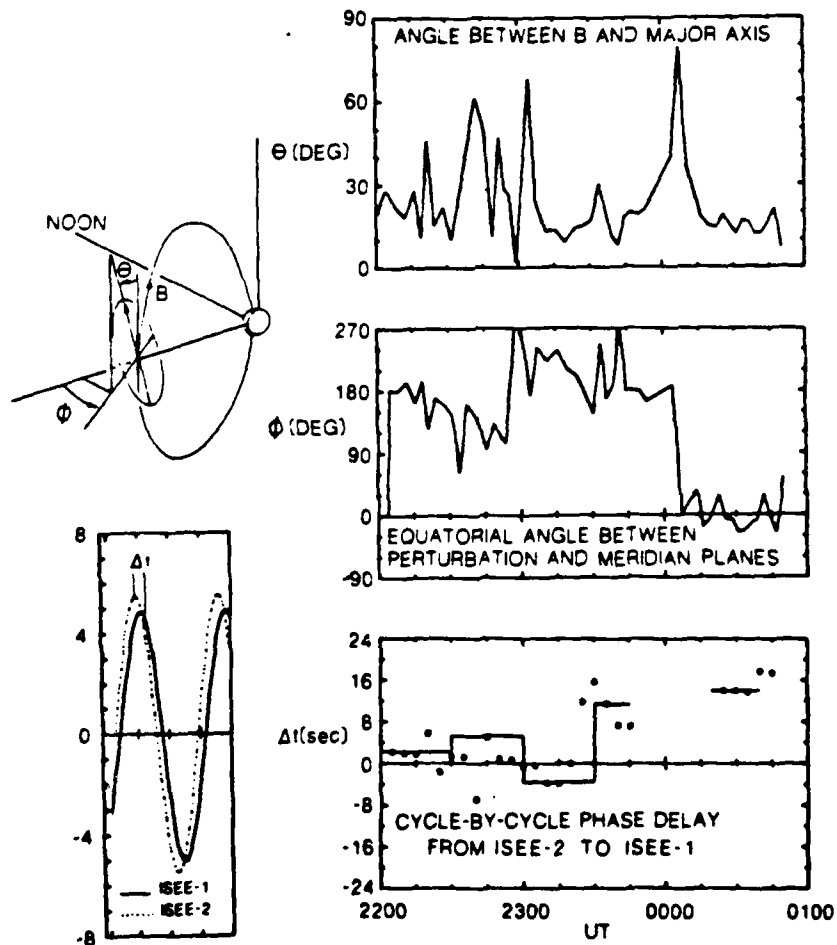 90
ANGLE BETWEEN B AND MAJOR AXIS
60
Θ (DEG)
30
0
NOON
Θ
B
Φ
270
180
Φ (DEG)
90
0
EQUATORIAL ANGLE BETWEEN
PERTURBATION AND MERIDIAN PLANES
-90
8
Δt
4
0
-4
ISEE-1
ISEE-2
-8
24
16
8
Δt(sec)
0
-8
CYCLE-BY-CYCLE PHASE DELAY
-16
FROM ISEE-2 TO ISEE-1
-24
2200 2300 0000 0100
UT